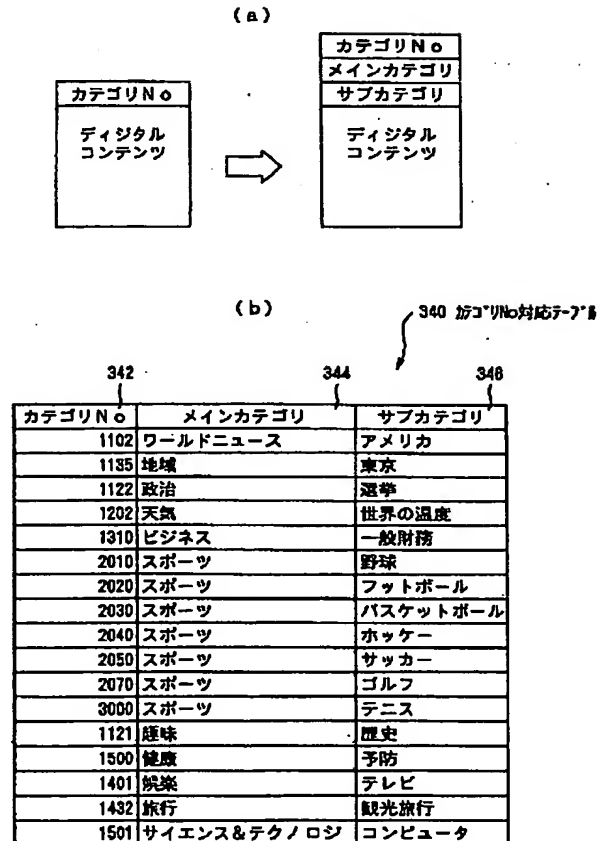 (a)
カテゴリNo
ディジタル
コンテンツ
カテゴリNo
メインカテゴリ
サブカテゴリ
ディジタル
コンテンツ
(b)
340 ｶﾃｺﾞﾘNo対応ﾃｰﾌﾞﾙ
342 344 346
カテゴリNo メインカテゴリ サブカテゴリ
1102 ワールドニュース アメリカ
1135 地域 東京
1122 政治 選挙
1202 天気 世界の温度
1310 ビジネス 一般財務
2010 スポーツ 野球
2020 スポーツ フットボール
2030 スポーツ バスケットボール
2040 スポーツ ホッケー
2050 スポーツ サッカー
2070 スポーツ ゴルフ
3000 スポーツ テニス
1121 趣味 歴史
1500 健康 予防
1401 娯楽 テレビ
1432 旅行 観光旅行
1501 サイエンス&テクノロジ コンピュータ